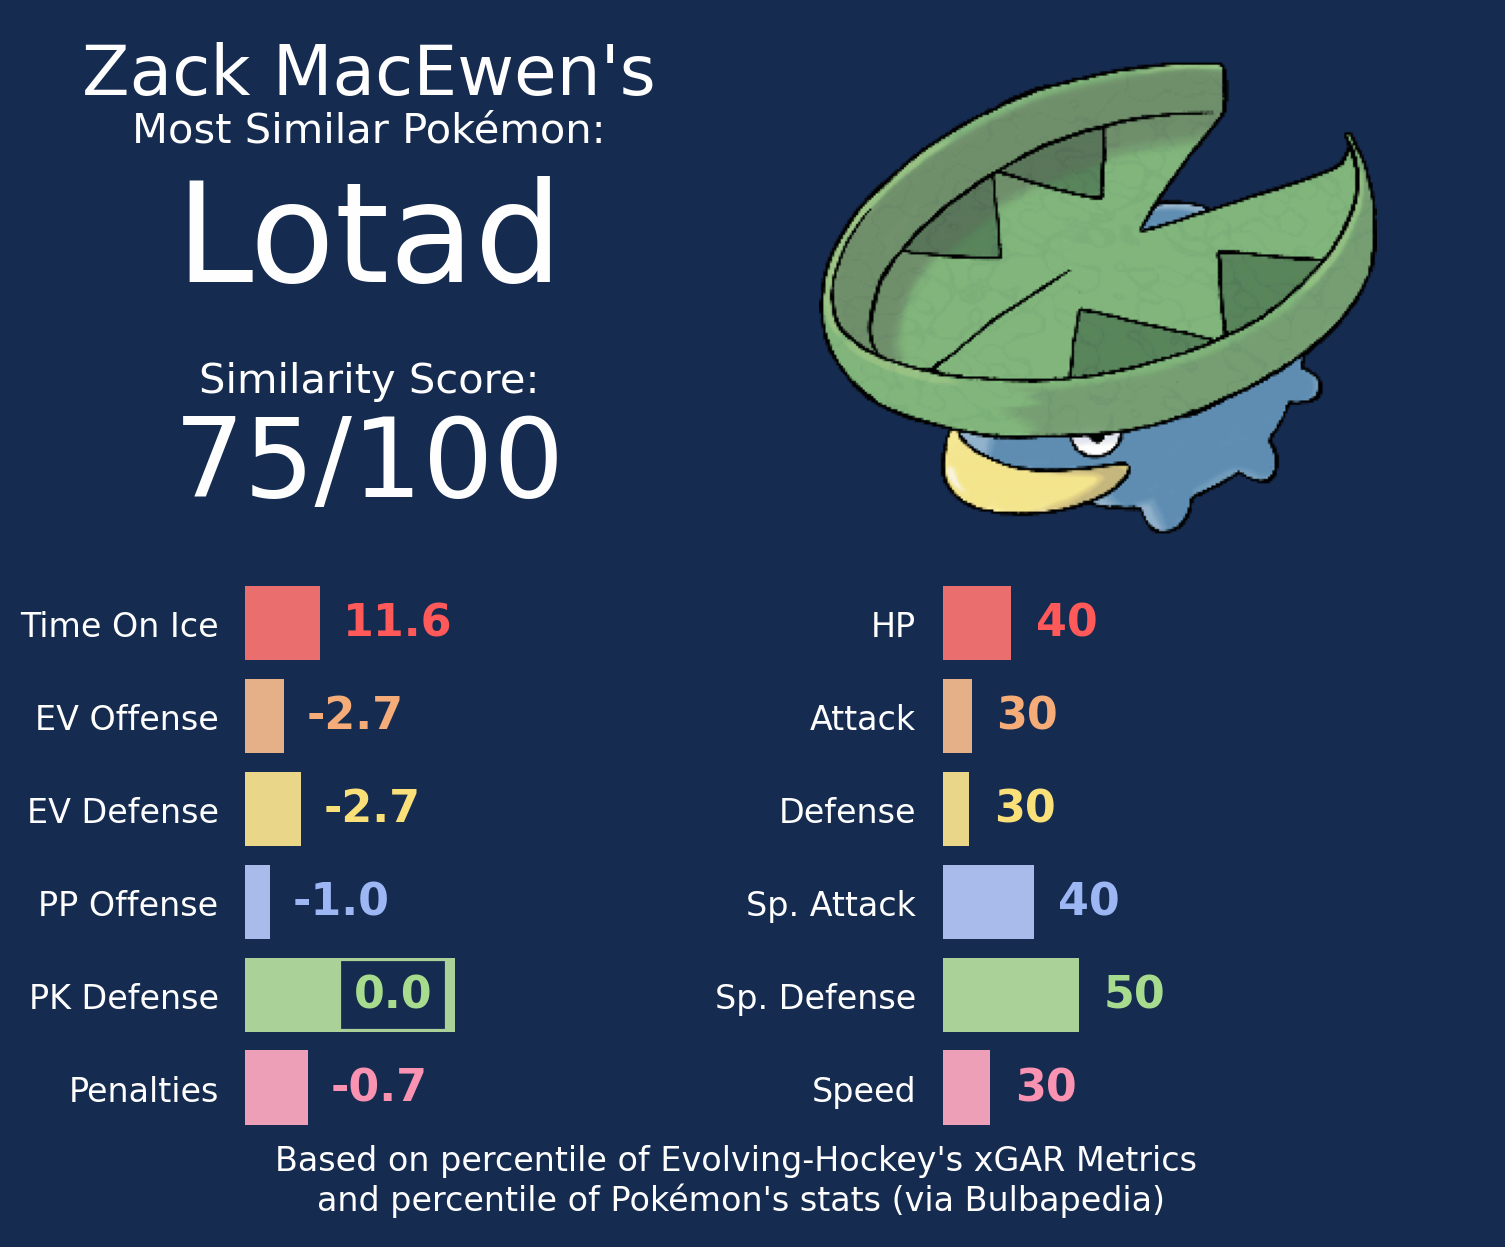 Zack MacEwen's
Most Similar Pokémon:
Lotad
Similarity Score:
75/100
Time On Ice 11.6
EV Offense -2.7
EV Defense -2.7
PP Offense -1.0
PK Defense 0.0
Penalties -0.7
HP 40
Attack 30
Defense 30
Sp. Attack 40
Sp. Defense 50
Speed 30
Based on percentile of Evolving-Hockey's xGAR Metrics
and percentile of Pokémon's stats (via Bulbapedia)